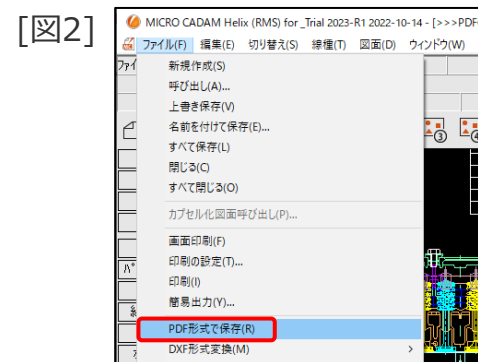 [図2]
MICRO CADAM Helix (RMS) for _Trial 2023-R1 2022-10-14 - [>>>PDF
ファイル(F) 編集(E) 切り替え(S) 線種(T) 図面(D) ウィンドウ(W)
新規作成(S)
呼び出し(A)...
上書き保存(V)
名前を付けて保存(E)...
すべて保存(L)
閉じる(C)
すべて閉じる(O)
カプセル化図面呼び出し(P)...
画面印刷(F)
印刷の設定(T)...
印刷(I)
簡易出力(Y)...
PDF形式で保存(R)
DXF形式変換(M)